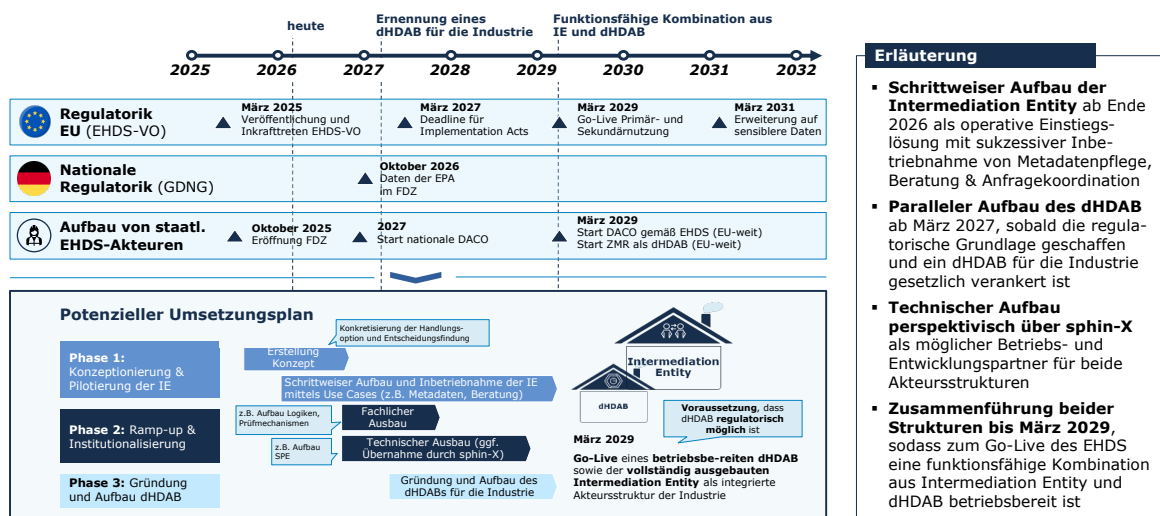 heute
Ernennung eines
dHDAB für die Industrie
Funktionsfähige Kombination aus
IE und dHDAB
2025
2026
2027
2028
2029
2030
2031
2032
Regulatorik
EU (EHDS-VO)
März 2025
Veröffentlichung und
Inkrafttreten EHDS-VO
März 2027
Deadline für
Implementation Acts
März 2029
Go-Live Primär- und
Sekundärnutzung
März 2031
Erweiterung auf
sensiblere Daten
Nationale
Regulatorik (GDNG)
Oktober 2026
Daten der EPA
im FDZ
Aufbau von staatl.
EHDS-Akteuren
Oktober 2025
Eröffnung FDZ
2027
Start nationale DACO
März 2029
Start DACO gemäß EHDS (EU-weit)
Start ZMR als dHDAB (EU-weit)
Potenzieller Umsetzungsplan
Konkretisierung der Handlungs-
option und Entscheidungsfindung
Phase 1:
Konzeptionierung &
Pilotierung der IE
Erstellung
Konzept
Schrittweiser Aufbau und Inbetriebnahme der IE
mittels Use Cases (z.B. Metadaten, Beratung)
Phase 2: Ramp-up &
Institutionalisierung
z.B. Aufbau Logiken,
Prüfmechanismen
Fachlicher
Ausbau
z.B. Aufbau
SPE
Technischer Ausbau (ggf.
Übernahme durch sphin-X)
Phase 3: Gründung
und Aufbau dHDAB
Gründung und Aufbau des
dHDABs für die Industrie
Intermediation
Entity
dHDAB
Voraussetzung, dass
dHDAB regulatorisch
möglich ist
März 2029
Go-Live eines betriebsbe-reiten dHDAB
sowie der vollständig ausgebauten
Intermediation Entity als integrierte
Akteursstruktur der Industrie
Erläuterung
▪ Schrittweiser Aufbau der
Intermediation Entity ab Ende
2026 als operative Einstiegs-
lösung mit sukzessiver Inbe-
triebnahme von Metadatenpflege,
Beratung & Anfragekoordination
▪ Paralleler Aufbau des dHDAB
ab März 2027, sobald die regula-
torische Grundlage geschaffen
und ein dHDAB für die Industrie
gesetzlich verankert ist
▪ Technischer Aufbau
perspektivisch über sphin-X
als möglicher Betriebs- und
Entwicklungspartner für beide
Akteursstrukturen
▪ Zusammenführung beider
Strukturen bis März 2029,
sodass zum Go-Live des EHDS
eine funktionsfähige Kombination
aus Intermediation Entity und
dHDAB betriebsbereit ist